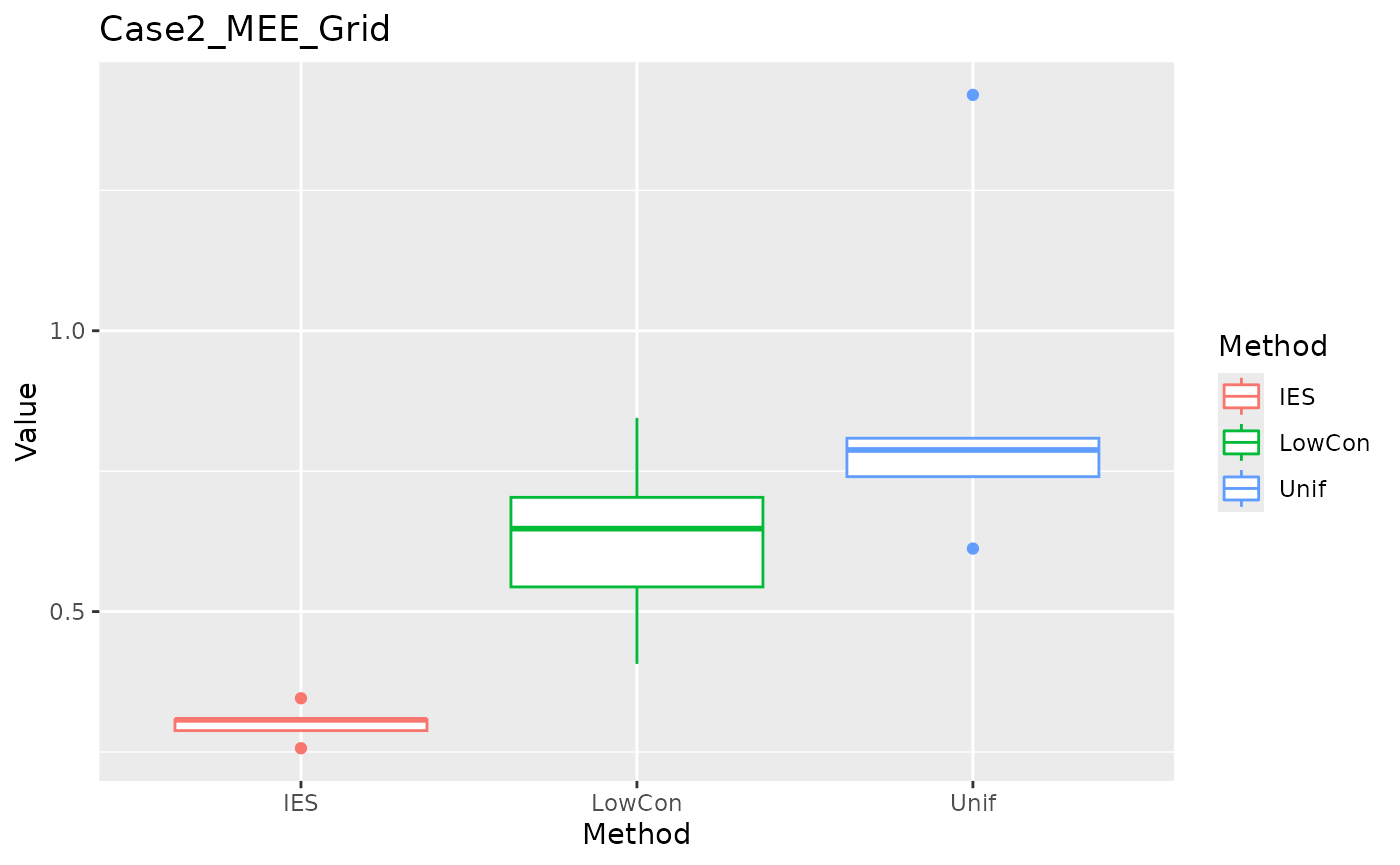 Case2_MEE_Grid
1.0
0.5
Value
IES
LowCon
Unif
Method
Method
IES
LowCon
Unif